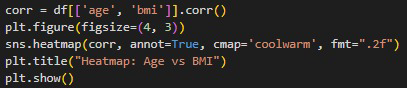 corr = df[['age', 'bmi']].corr()
plt.figure(figsize=(4, 3))
sns.heatmap(corr, annot=True, cmap='coolwarm', fmt=".2f")
plt.title("Heatmap: Age vs BMI")
plt.show()